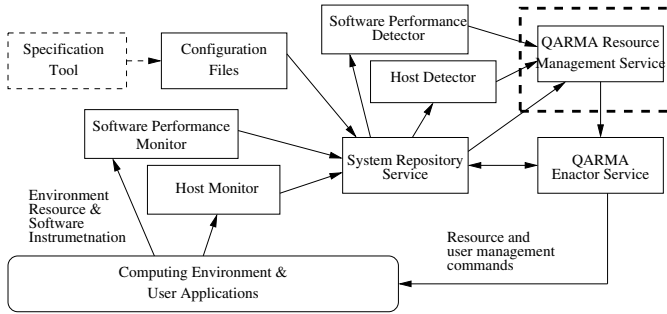 Software Performance
Detector
Specification
Tool
Configuration
Files
QARMA Resource
Management Service
Host Detector
Software Performance
Monitor
System Repository
Service
QARMA
Enactor Service
Host Monitor
Environment
Resource &
Software
Instrumetnation
Resource and
user management
commands
Computing Environment &
User Applications